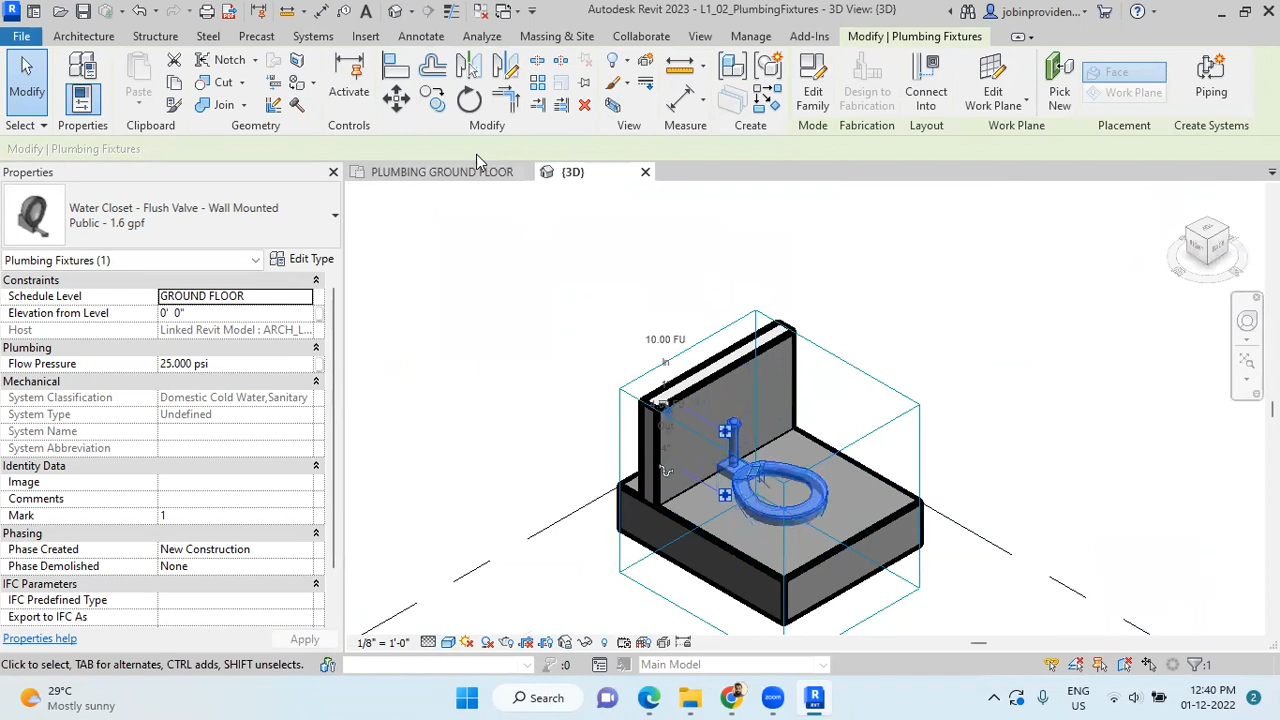 Autodesk Revit 2023 - L1_02_PlumbingFixtures - 3D View: {3D}
jobinproviden...
File Architecture Structure Steel Precast Systems Insert Annotate Analyze Massing & Site Collaborate View Manage Add-Ins Modify | Plumbing Fixtures
Modify
Select
Properties
Paste
Clipboard
Notch
Cut
Join
Geometry
Activate
Controls
Modify
View
Measure
Create
Edit Family
Mode
Design to Fabrication
Fabrication
Connect Into
Layout
Edit Work Plane
Work Plane
Pick New
Face
Work Plane
Placement
Piping
Create Systems
Modify | Plumbing Fixtures
Properties
PLUMBING GROUND FLOOR
{3D}
Water Closet - Flush Valve - Wall Mounted
Public - 1.6 gpf
Plumbing Fixtures (1)
Edit Type
Constraints
Schedule Level GROUND FLOOR
Elevation from Level 0' 0"
Host Linked Revit Model : ARCH_L...
Plumbing
Flow Pressure 25.000 psi
Mechanical
System Classification Domestic Cold Water,Sanitary
System Type Undefined
System Name
System Abbreviation
Identity Data
Image
Comments
Mark 1
Phasing
Phase Created New Construction
Phase Demolished None
IFC Parameters
IFC Predefined Type
Export to IFC As
Properties help
Apply
10.00 FU
In
Out
4"
1/8" = 1'-0"
Click to select, TAB for alternates, CTRL adds, SHIFT unselects.
:0
Main Model
:1
29°C
Mostly sunny
Search
ENG
US
12:40 PM
01-12-2022
2